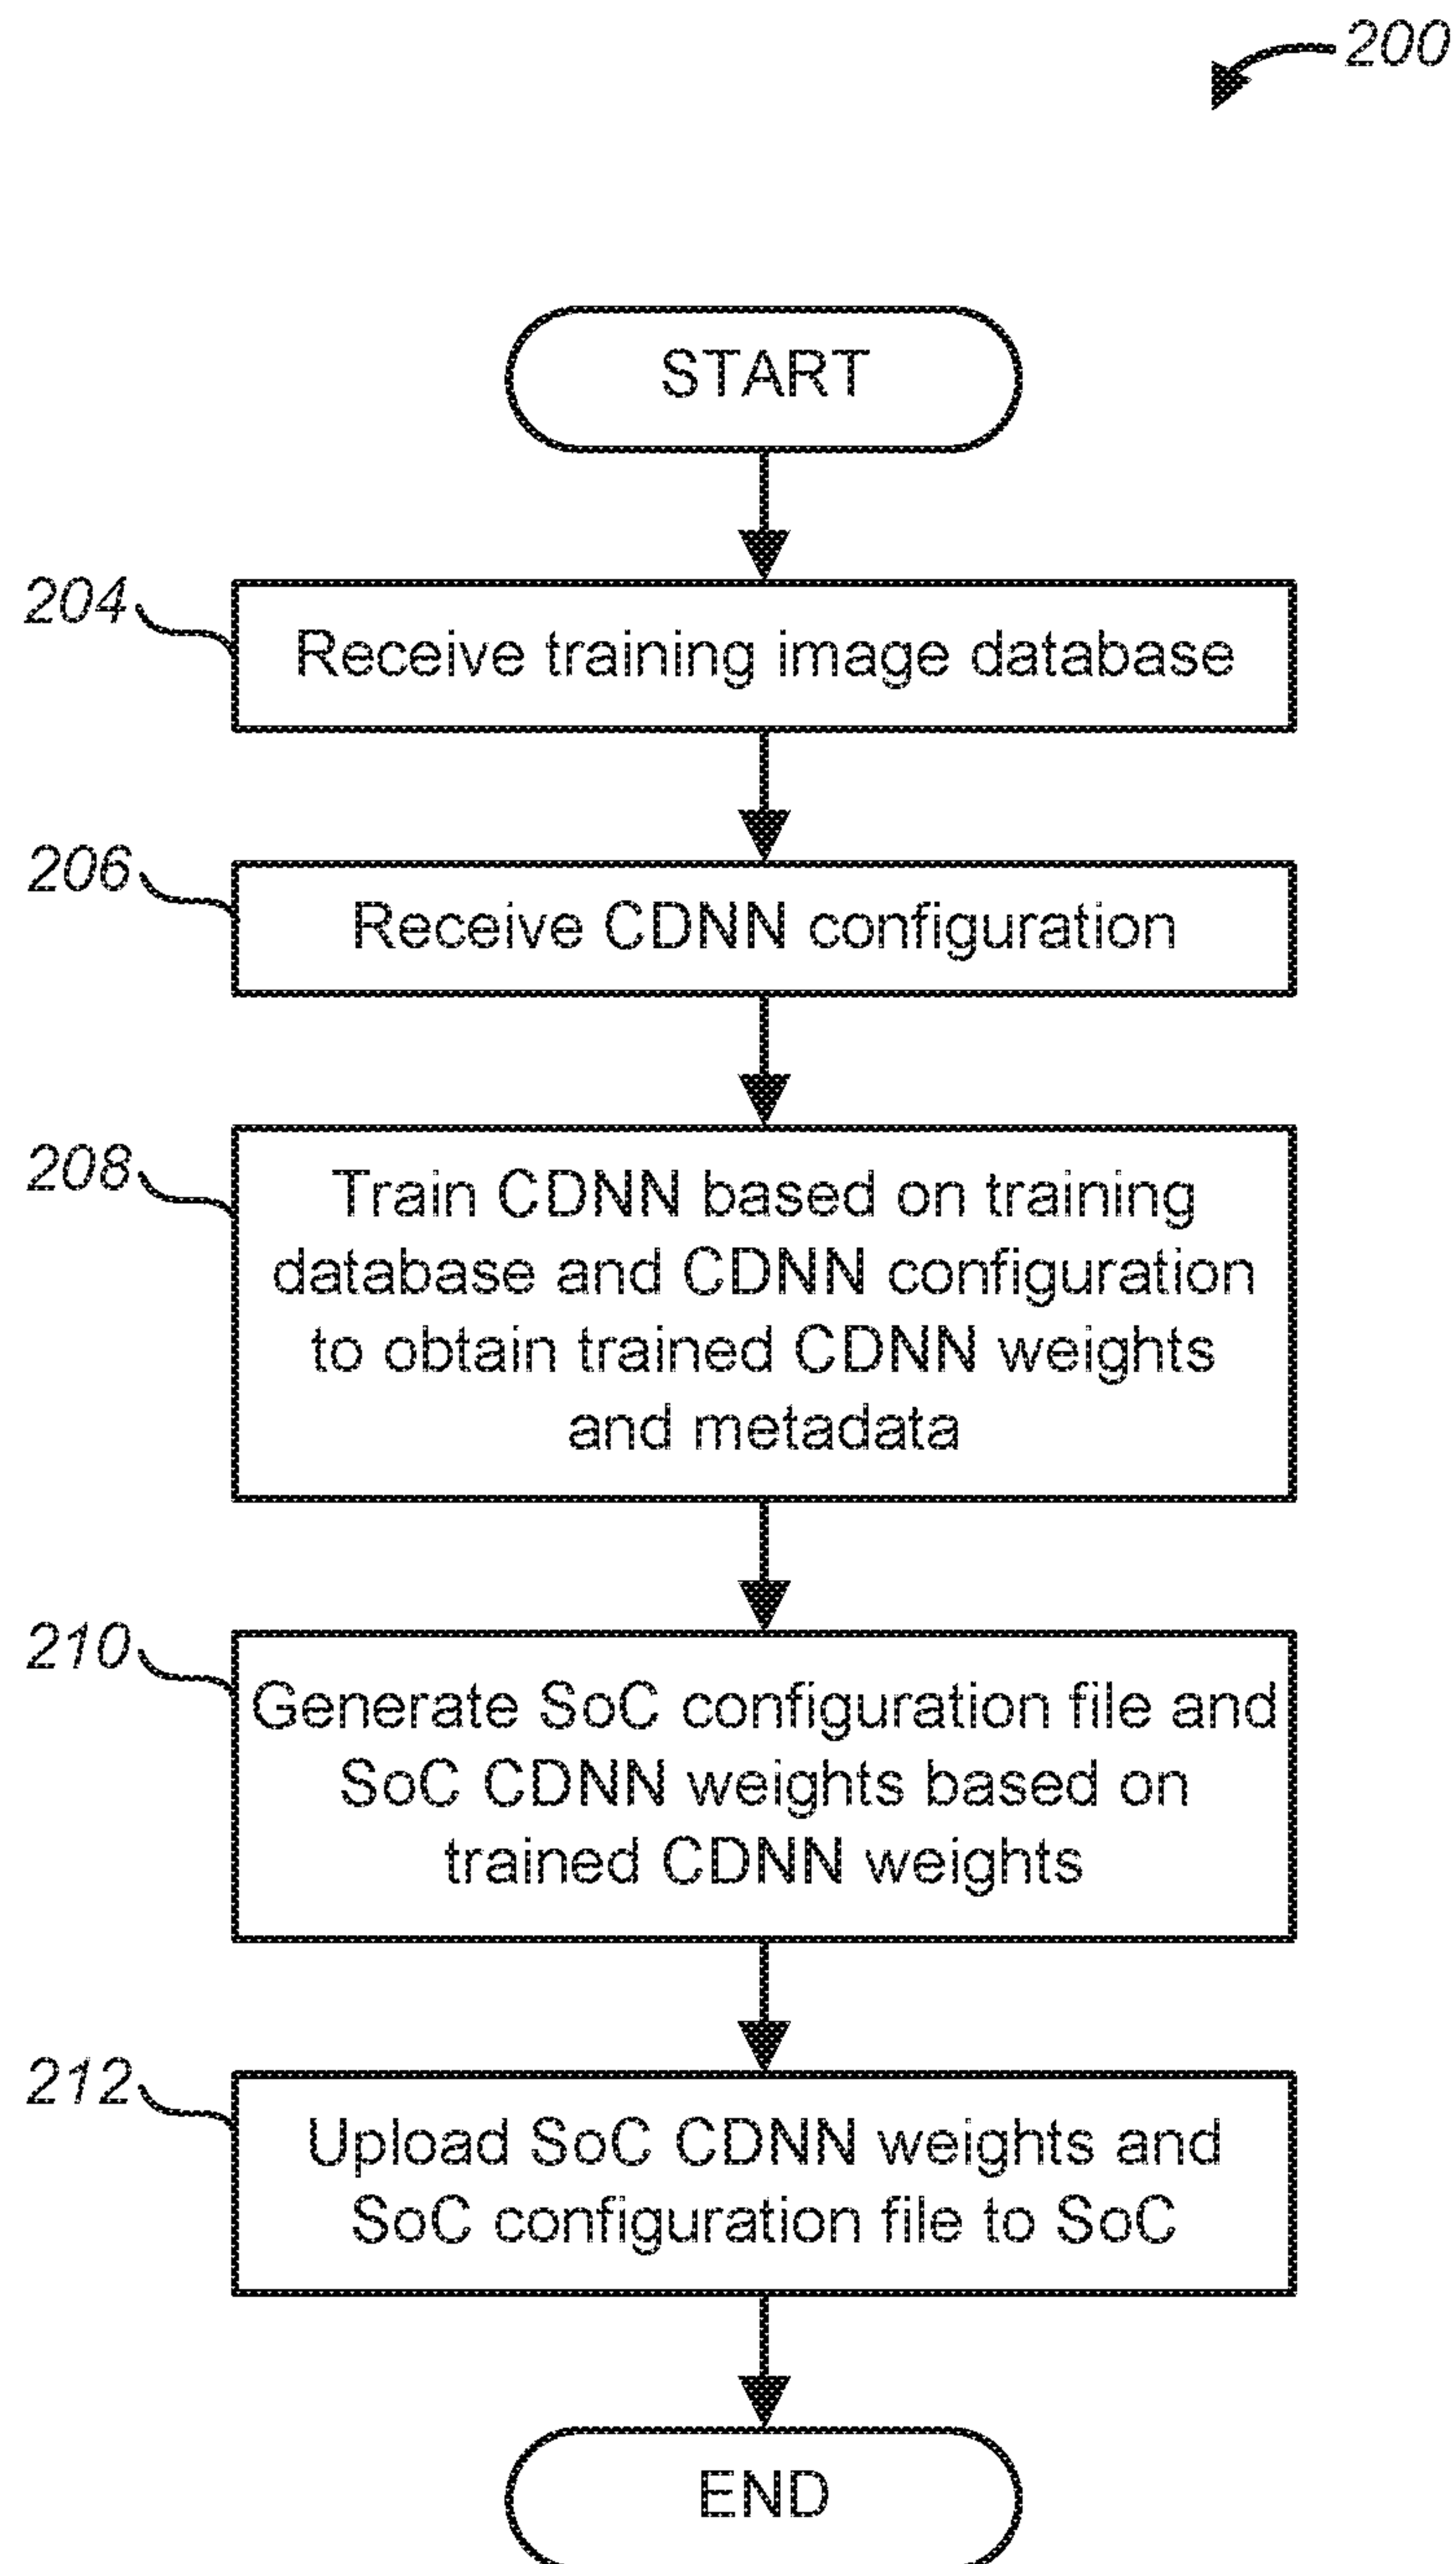 200
START
204
Receive training image database
206
Receive CDNN configuration
208
Train CDNN based on training
database and CDNN configuration
to obtain trained CDNN weights
and metadata
210
Generate SoC configuration file and
SoC CDNN weights based on
trained CDNN weights
212
Upload SoC CDNN weights and
SoC configuration file to SoC
END